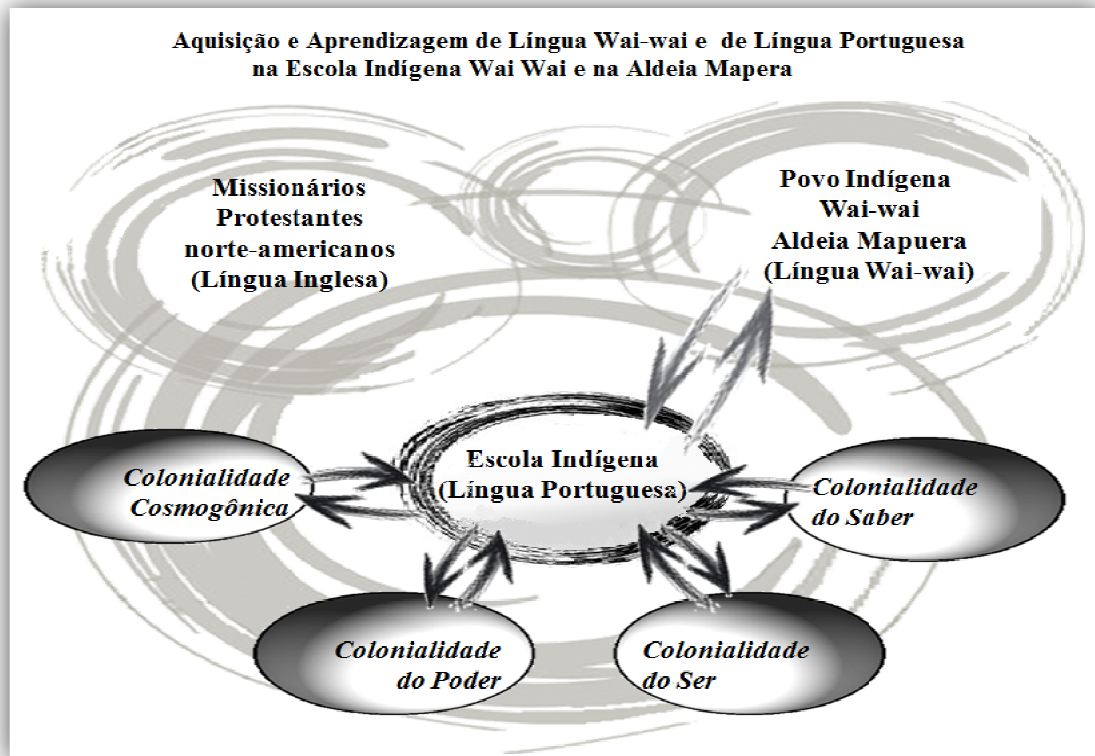 Aquisição e Aprendizagem de Língua Wai-wai e de Língua Portuguesa
na Escola Indígena Wai Wai e na Aldeia Mapera
Missionários
Protestantes
norte-americanos
(Língua Inglesa)
Povo Indígena
Wai-wai
Aldeia Mapuera
(Língua Wai-wai)
Escola Indígena
(Língua Portuguesa)
Colonialidade
Cosmogônica
Colonialidade
do Saber
Colonialidade
do Poder
Colonialidade
do Ser